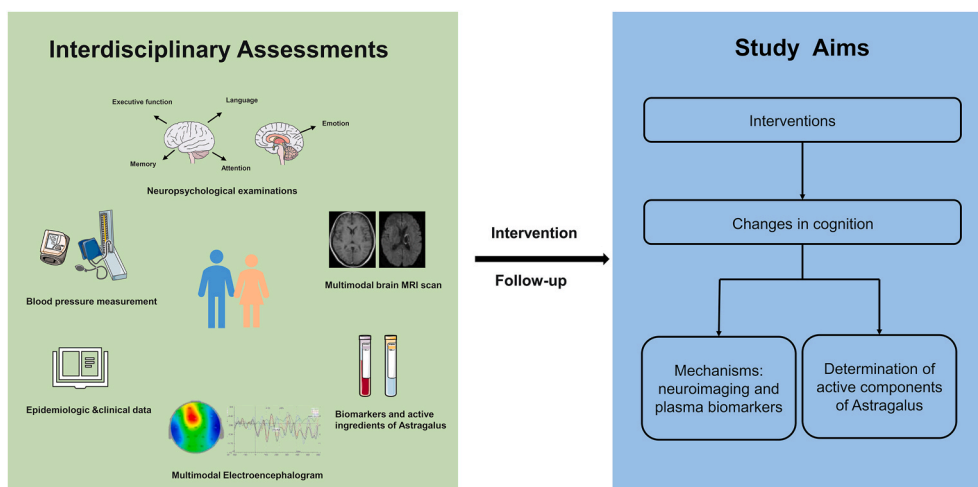 Interdisciplinary Assessments
Executive function
Language
Emotion
Memory
Attention
Neuropsychological examinations
Blood pressure measurement
Multimodal brain MRI scan
Epidemiologic &clinical data
Biomarkers and active
ingredients of Astragalus
Multimodal Electroencephalogram
Intervention
Follow-up
Study Aims
Interventions
Changes in cognition
Mechanisms:
neuroimaging and
plasma biomarkers
Determination of
active components
of Astragalus